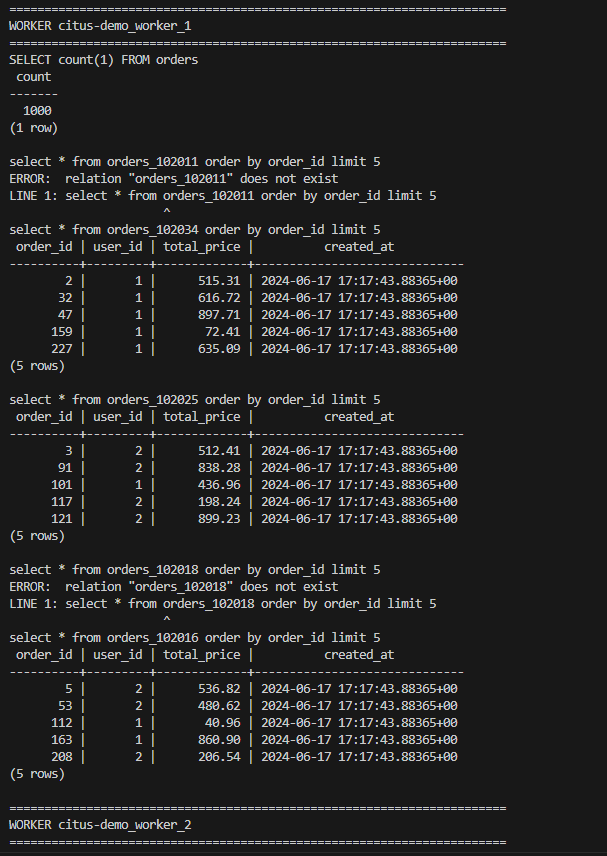 =======================================================================
WORKER citus-demo_worker_1
=======================================================================
SELECT count(1) FROM orders
 count
-------
  1000
(1 row)

select * from orders_102011 order by order_id limit 5
ERROR:  relation "orders_102011" does not exist
LINE 1: select * from orders_102011 order by order_id limit 5
                      ^
select * from orders_102034 order by order_id limit 5
 order_id | user_id | total_price |          created_at
----------+---------+-------------+------------------------------
        2 |       1 |      515.31 | 2024-06-17 17:17:43.88365+00
       32 |       1 |      616.72 | 2024-06-17 17:17:43.88365+00
       47 |       1 |      897.71 | 2024-06-17 17:17:43.88365+00
      159 |       1 |       72.41 | 2024-06-17 17:17:43.88365+00
      227 |       1 |      635.09 | 2024-06-17 17:17:43.88365+00
(5 rows)

select * from orders_102025 order by order_id limit 5
 order_id | user_id | total_price |          created_at
----------+---------+-------------+------------------------------
        3 |       2 |      512.41 | 2024-06-17 17:17:43.88365+00
       91 |       2 |      838.28 | 2024-06-17 17:17:43.88365+00
      101 |       1 |      436.96 | 2024-06-17 17:17:43.88365+00
      117 |       2 |      198.24 | 2024-06-17 17:17:43.88365+00
      121 |       2 |      899.23 | 2024-06-17 17:17:43.88365+00
(5 rows)

select * from orders_102018 order by order_id limit 5
ERROR:  relation "orders_102018" does not exist
LINE 1: select * from orders_102018 order by order_id limit 5
                      ^
select * from orders_102016 order by order_id limit 5
 order_id | user_id | total_price |          created_at
----------+---------+-------------+------------------------------
        5 |       2 |      536.82 | 2024-06-17 17:17:43.88365+00
       53 |       2 |      480.62 | 2024-06-17 17:17:43.88365+00
      112 |       1 |       40.96 | 2024-06-17 17:17:43.88365+00
      163 |       1 |      860.90 | 2024-06-17 17:17:43.88365+00
      208 |       2 |      206.54 | 2024-06-17 17:17:43.88365+00
(5 rows)

=======================================================================
WORKER citus-demo_worker_2
=======================================================================